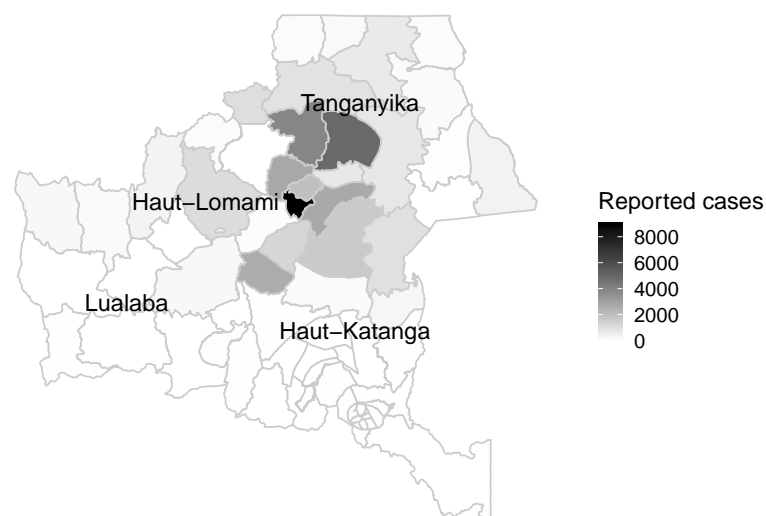 Tanganyika
Haut−Lomami
Lualaba
Haut−Katanga
Reported cases
8000
6000
4000
2000
0